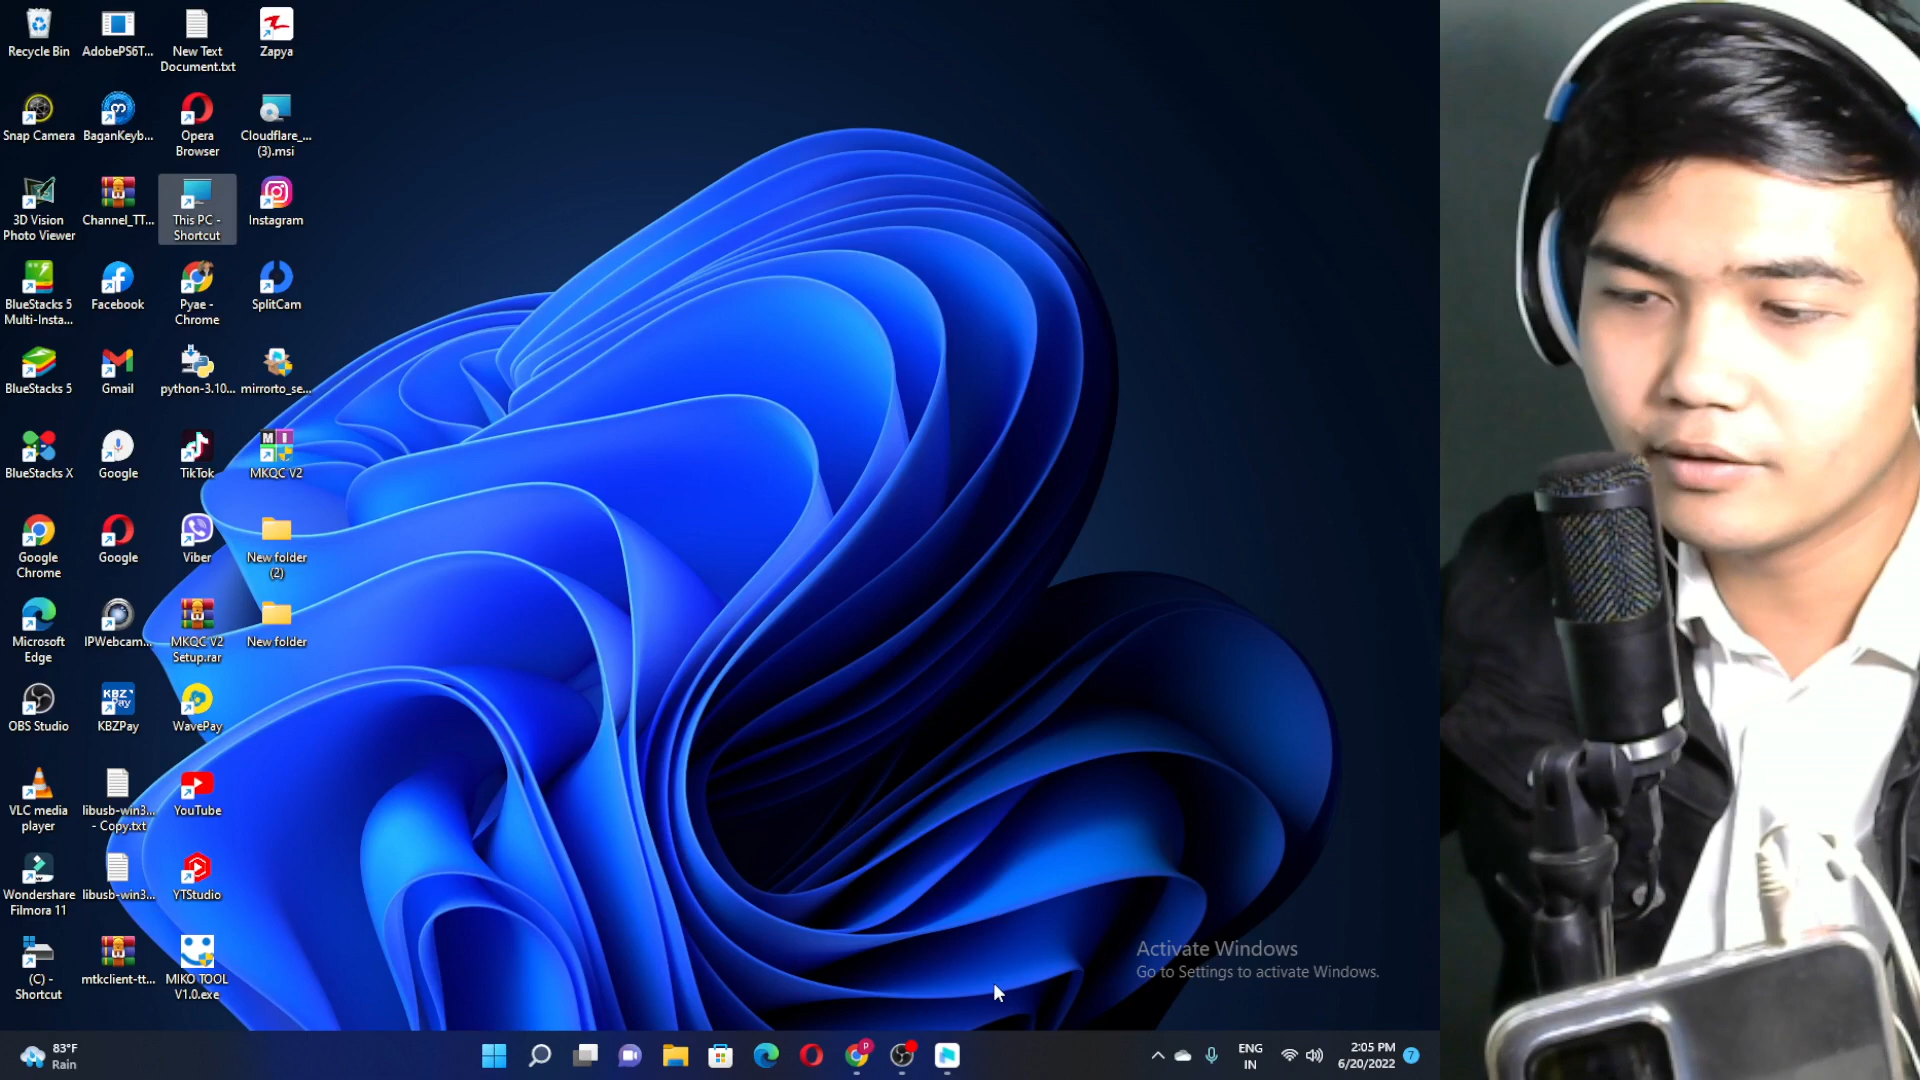 Recycle Bin
AdobePS6T...
New Text
Document.txt
Zapya
Snap Camera
BaganKeyb...
Opera
Browser
Cloudflare_...
(3).msi
3D Vision
Photo Viewer
Channel_TT...
This PC -
Shortcut
Instagram
BlueStacks 5
Multi-Insta...
Facebook
Pyae -
Chrome
SplitCam
BlueStacks 5
Gmail
python-3.10...
mirrorto_se...
BlueStacks X
Google
TikTok
MI
MKQC V2
Google
Chrome
Google
Viber
New folder
(2)
Microsoft
Edge
IPWebcam...
MKQC V2
Setup.rar
New folder
OBS Studio
KBZ
Pay
KBZPay
WavePay
VLC media
player
libusb-win3...
- Copy.txt
YouTube
Wondershare
Filmora 11
libusb-win3...
YTStudio
(C) -
Shortcut
mtkclient-tt...
MIKO TOOL
V1.0.exe
Activate Windows
Go to Settings to activate Windows.
83°F
Rain
P
ENG
IN
2:05 PM
6/20/2022
7